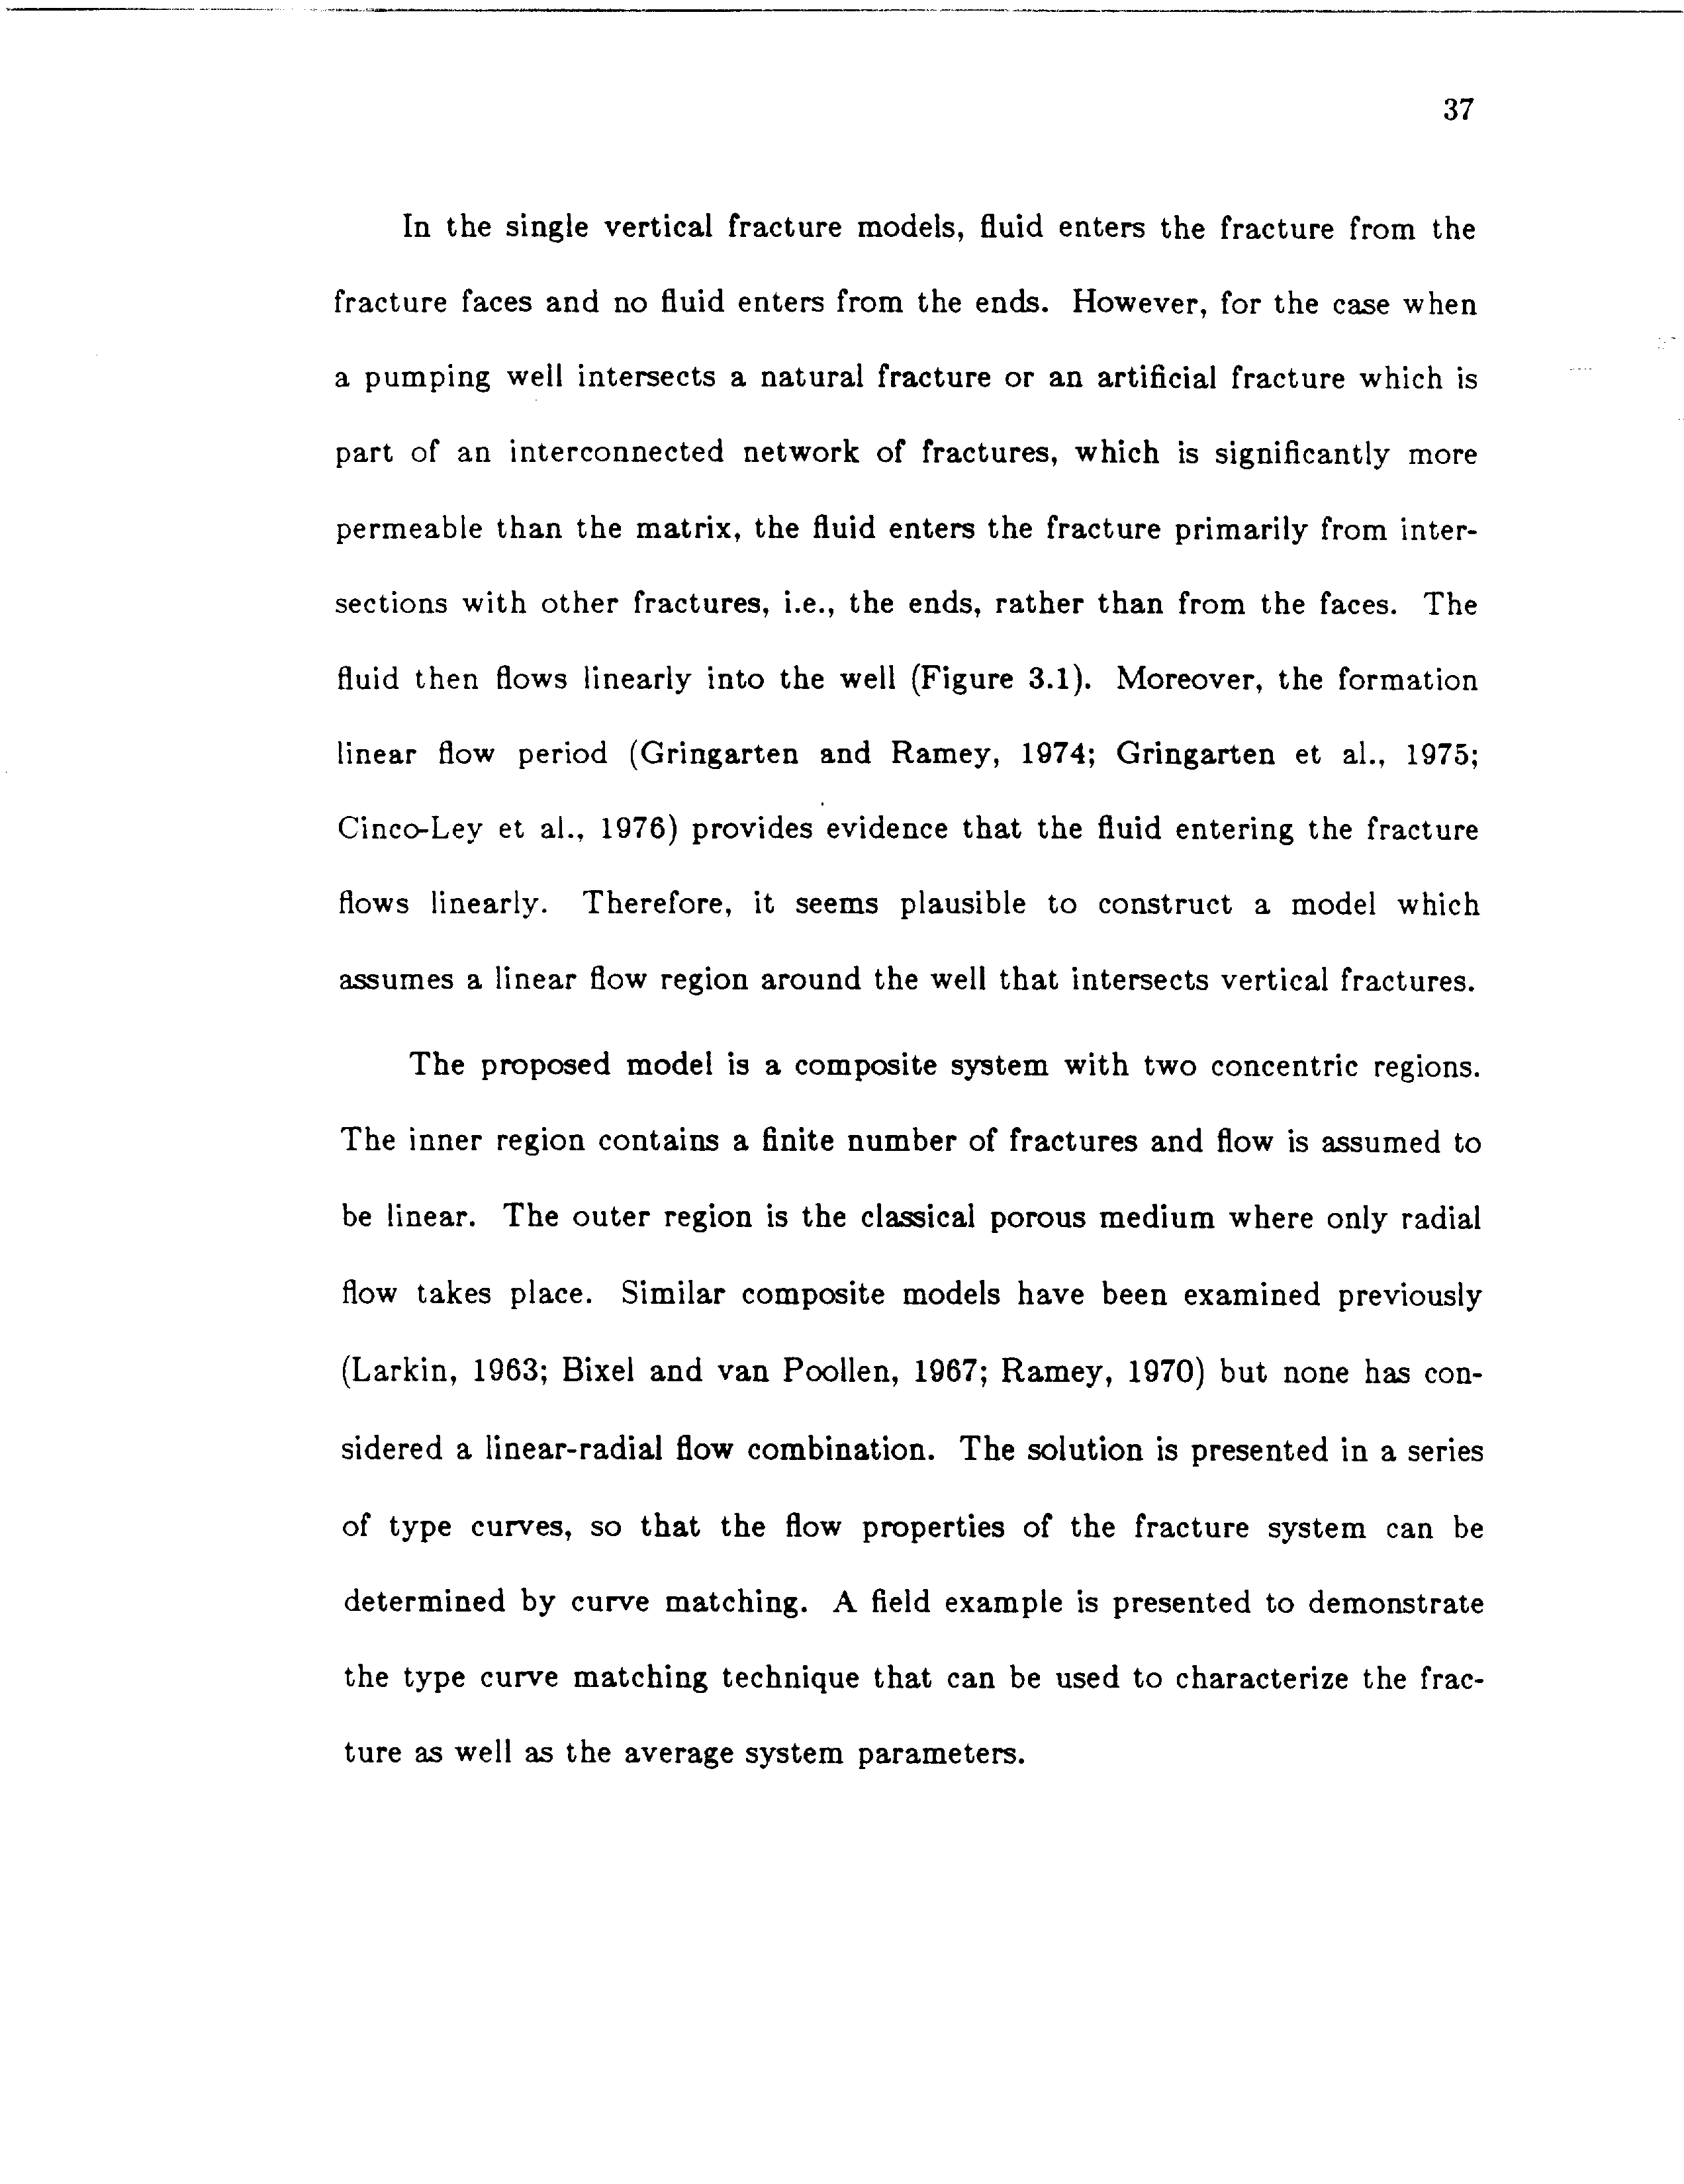 37
In the single vertical fracture models, fluid enters the fracture from the
fracture faces and no fluid enters from the ends. However, for the case when
a pumping well intersects a natural fracture or an artificial fracture which is
part of an interconnected network of fractures, which is significantly more
permeable than the matrix, the fluid enters the fracture primarily from inter-
sections with other fractures, i.e., the ends, rather than from the faces. The
fluid then flows linearly into the well (Figure 3.1). Moreover, the formation
linear flow period (Gringarten and Ramey, 1974; Gringarten et al., 1975;
Cinco-Ley et al., 1976) provides evidence that the fluid entering the fracture
flows linearly. Therefore, it seems plausible to construct a model which
assumes a linear flow region around the well that intersects vertical fractures.
The proposed model is a composite system with two concentric regions.
The inner region contains a finite number of fractures and flow is assumed to
be linear. The outer region is the classical porous medium where only radial
flow takes place. Similar composite models have been examined previously
(Larkin, 1963; Bixel and van Poollen, 1967; Ramey, 1970) but none has con-
sidered a linear-radial flow combination. The solution is presented in a series
of type curves, so that the flow properties of the fracture system can be
determined by curve matching. A field example is presented to demonstrate
the type curve matching technique that can be used to characterize the frac-
ture as well as the average system parameters.